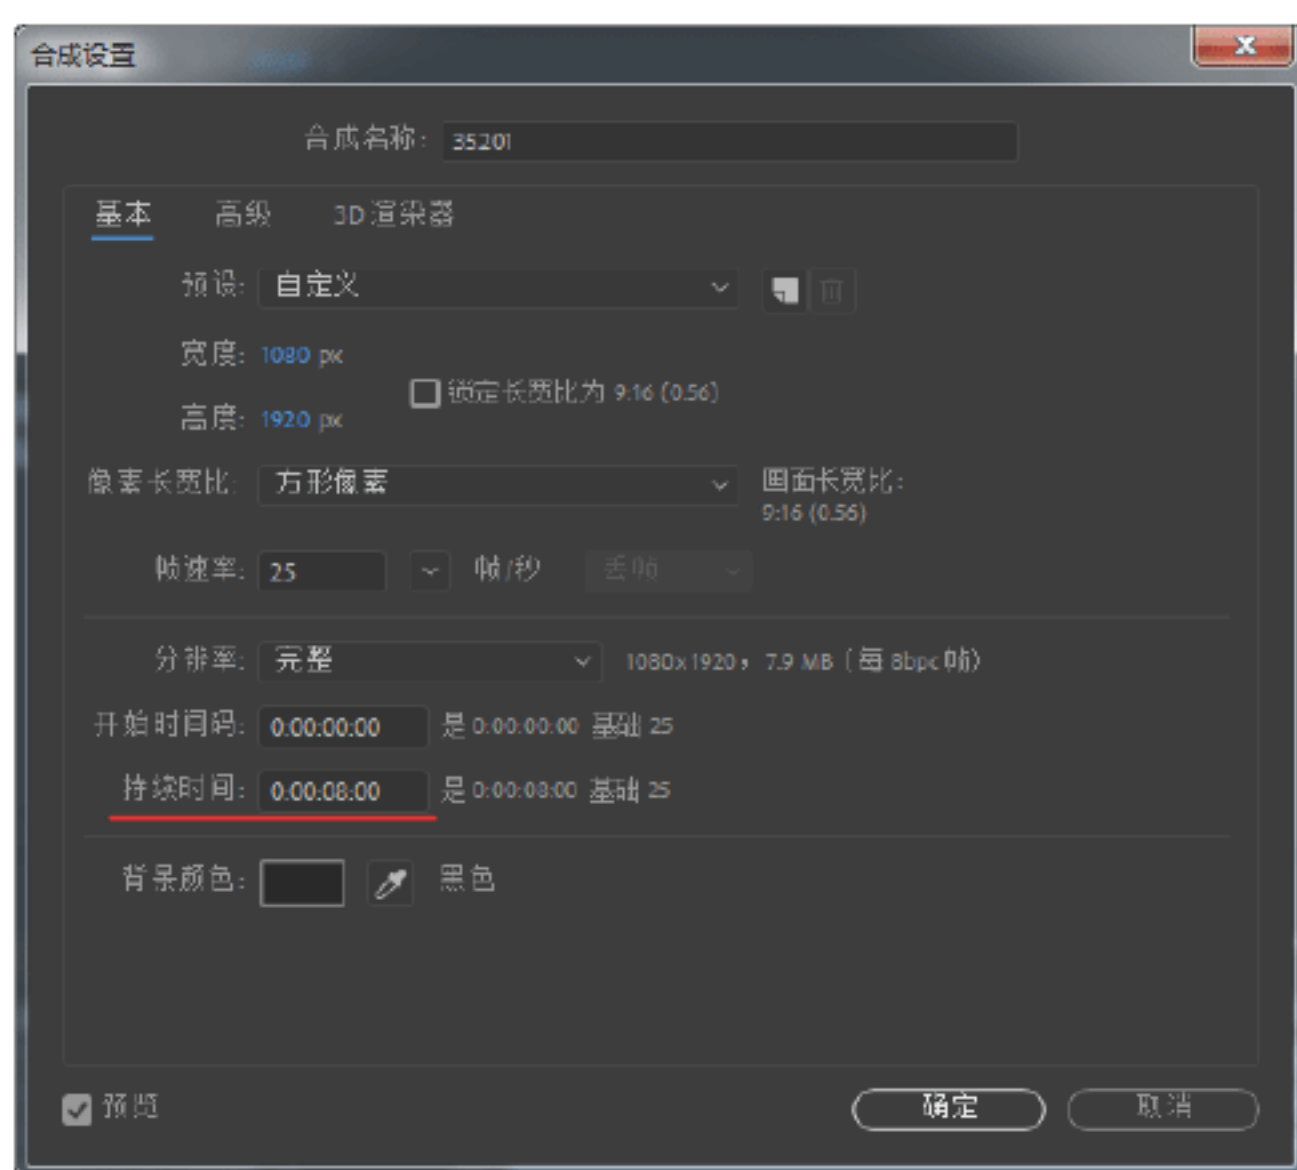 合成设置
合成名称: 35201
基本 高级 3D 渲染器
预设: 自定义
宽度: 1080 px
锁定长宽比为 9:16 (0.56)
高度: 1920 px
像素长宽比: 方形像素 画面长宽比:
9:16 (0.56)
帧速率: 25 帧/秒 丢帧
分辨率: 完整 1080x1920，7.9 MB（每 8bpc 帧）
开始时间码: 0:00:00:00 是 0:00:00:00 基础 25
持续时间: 0:00:08:00 是 0:00:08:00 基础 25
背景颜色: 黑色
预览 确定 取消